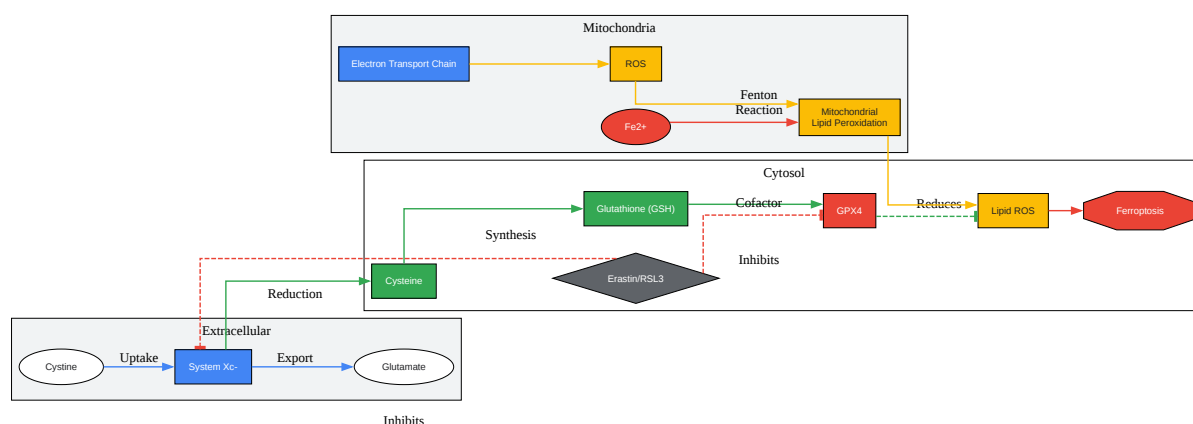 Mitochondria
Electron Transport Chain
ROS
Fenton
Reaction
Fe2+
Mitochondrial
Lipid Peroxidation
Cytosol
Glutathione (GSH)
Cofactor
GPX4
Reduces
Lipid ROS
Ferroptosis
Synthesis
Inhibits
Cysteine
Erastin/RSL3
Reduction
Extracellular
Cystine
Uptake
System Xc-
Export
Glutamate
Inhibits